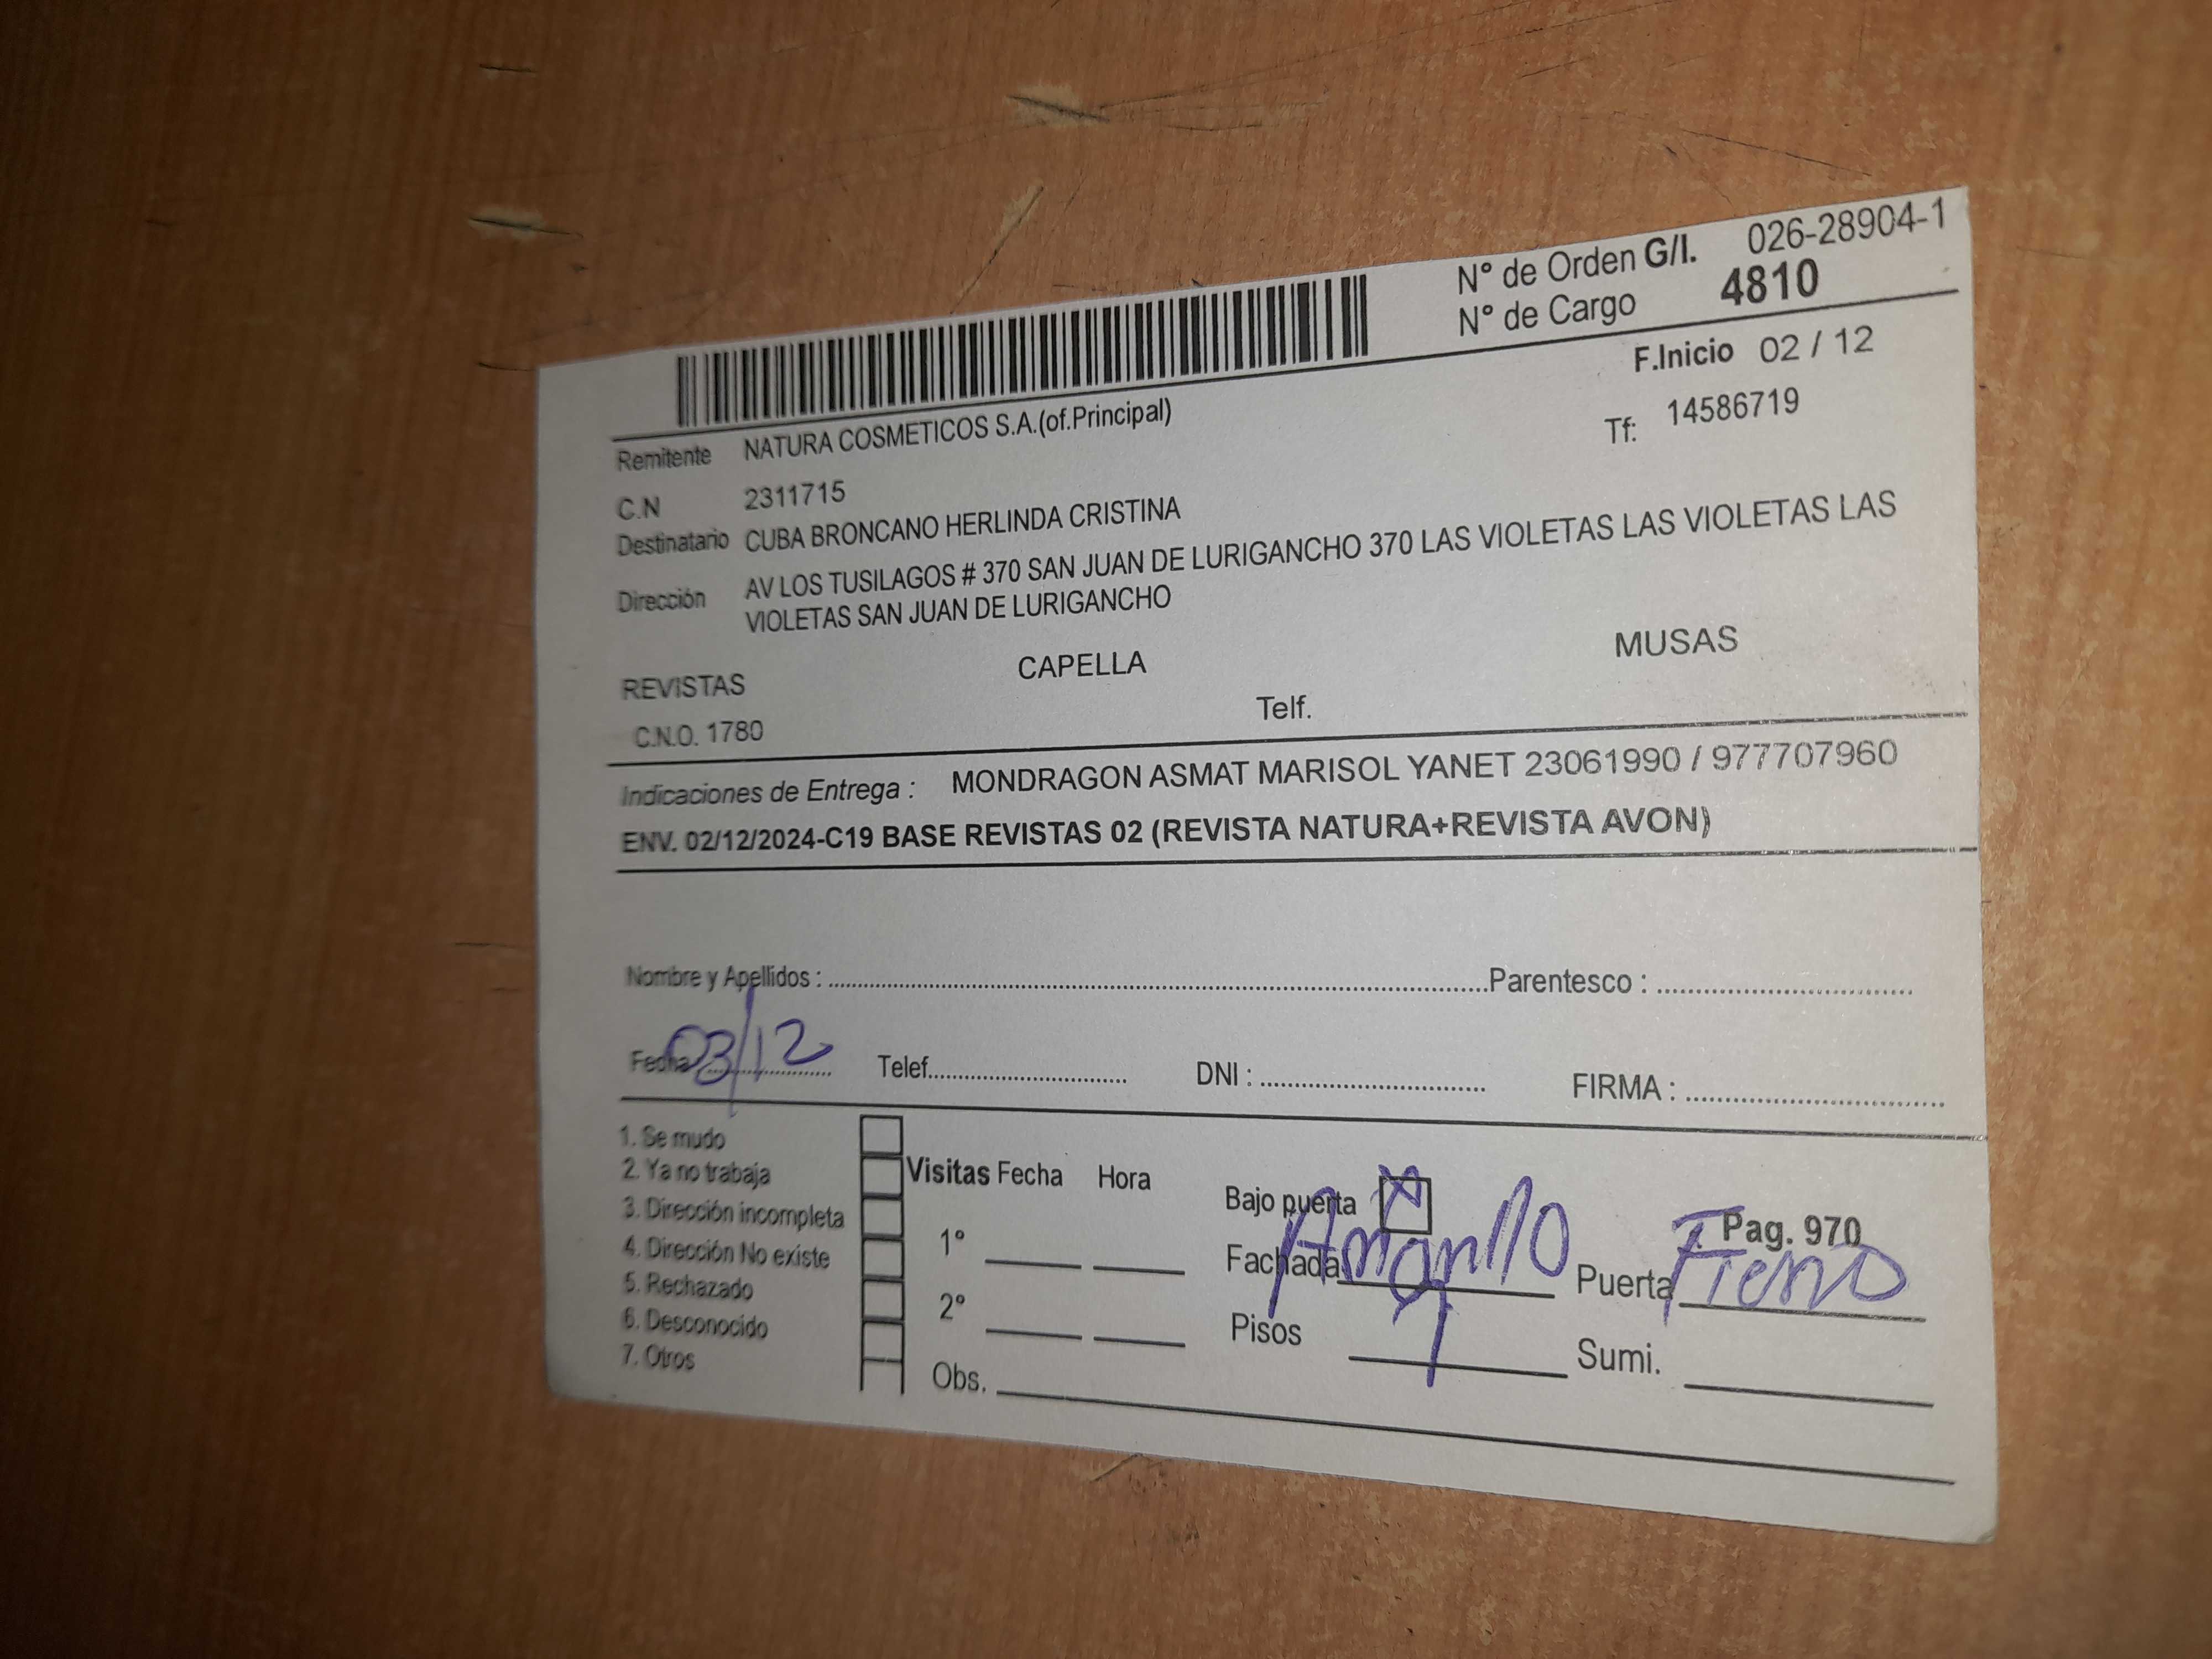 N° de Orden G/I. 026-28904-1
N° de Cargo 4810
F.Inicio 02 / 12
Remitente NATURA COSMETICOS S.A.(of.Principal) Tf: 14586719
C.N 2311715
Destinatario CUBA BRONCANO HERLINDA CRISTINA
Dirección AV LOS TUSILAGOS # 370 SAN JUAN DE LURIGANCHO 370 LAS VIOLETAS LAS VIOLETAS LAS
VIOLETAS SAN JUAN DE LURIGANCHO
REVISTAS CAPELLA MUSAS
C.N.O. 1780 Telf.
Indicaciones de Entrega : MONDRAGON ASMAT MARISOL YANET 23061990 / 977707960
ENV. 02/12/2024-C19 BASE REVISTAS 02 (REVISTA NATURA+REVISTA AVON)
Nombre y Apellidos : Parentesco :
Fecha 03/12 Telef. DNI : FIRMA :
1. Se mudo
2. Ya no trabaja
3. Dirección incompleta
4. Dirección No existe
5. Rechazado
6. Desconocido
7. Otros
Visitas Fecha Hora
1°
2°
Obs.
Bajo puerta X
Pag. 970
Fachada Amarillo Puerta Fierro
Pisos 1 Sumi.